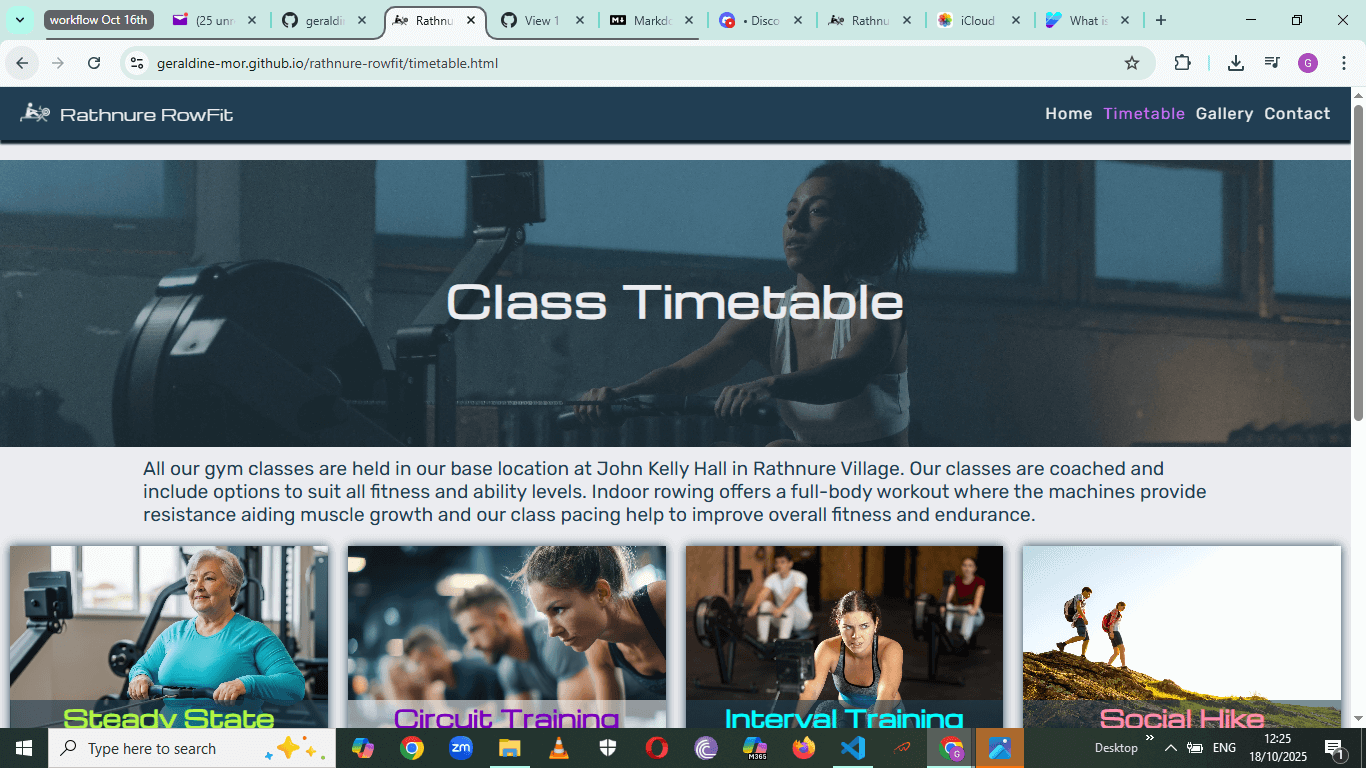 workflow Oct 16th
(25 unr
geraldin
Rathnu
View 1
Markdo
• Disco
Rathnu
iCloud
What is
geraldine-mor.github.io/rathnure-rowfit/timetable.html
G
Rathnure RowFit
Home Timetable Gallery Contact
Class Timetable
All our gym classes are held in our base location at John Kelly Hall in Rathnure Village. Our classes are coached and
include options to suit all fitness and ability levels. Indoor rowing offers a full-body workout where the machines provide
resistance aiding muscle growth and our class pacing help to improve overall fitness and endurance.
Steady State
Circuit Training
Interval Training
Social Hike
Type here to search
zm
M365
G
Desktop
ENG
12:25
18/10/2025
1